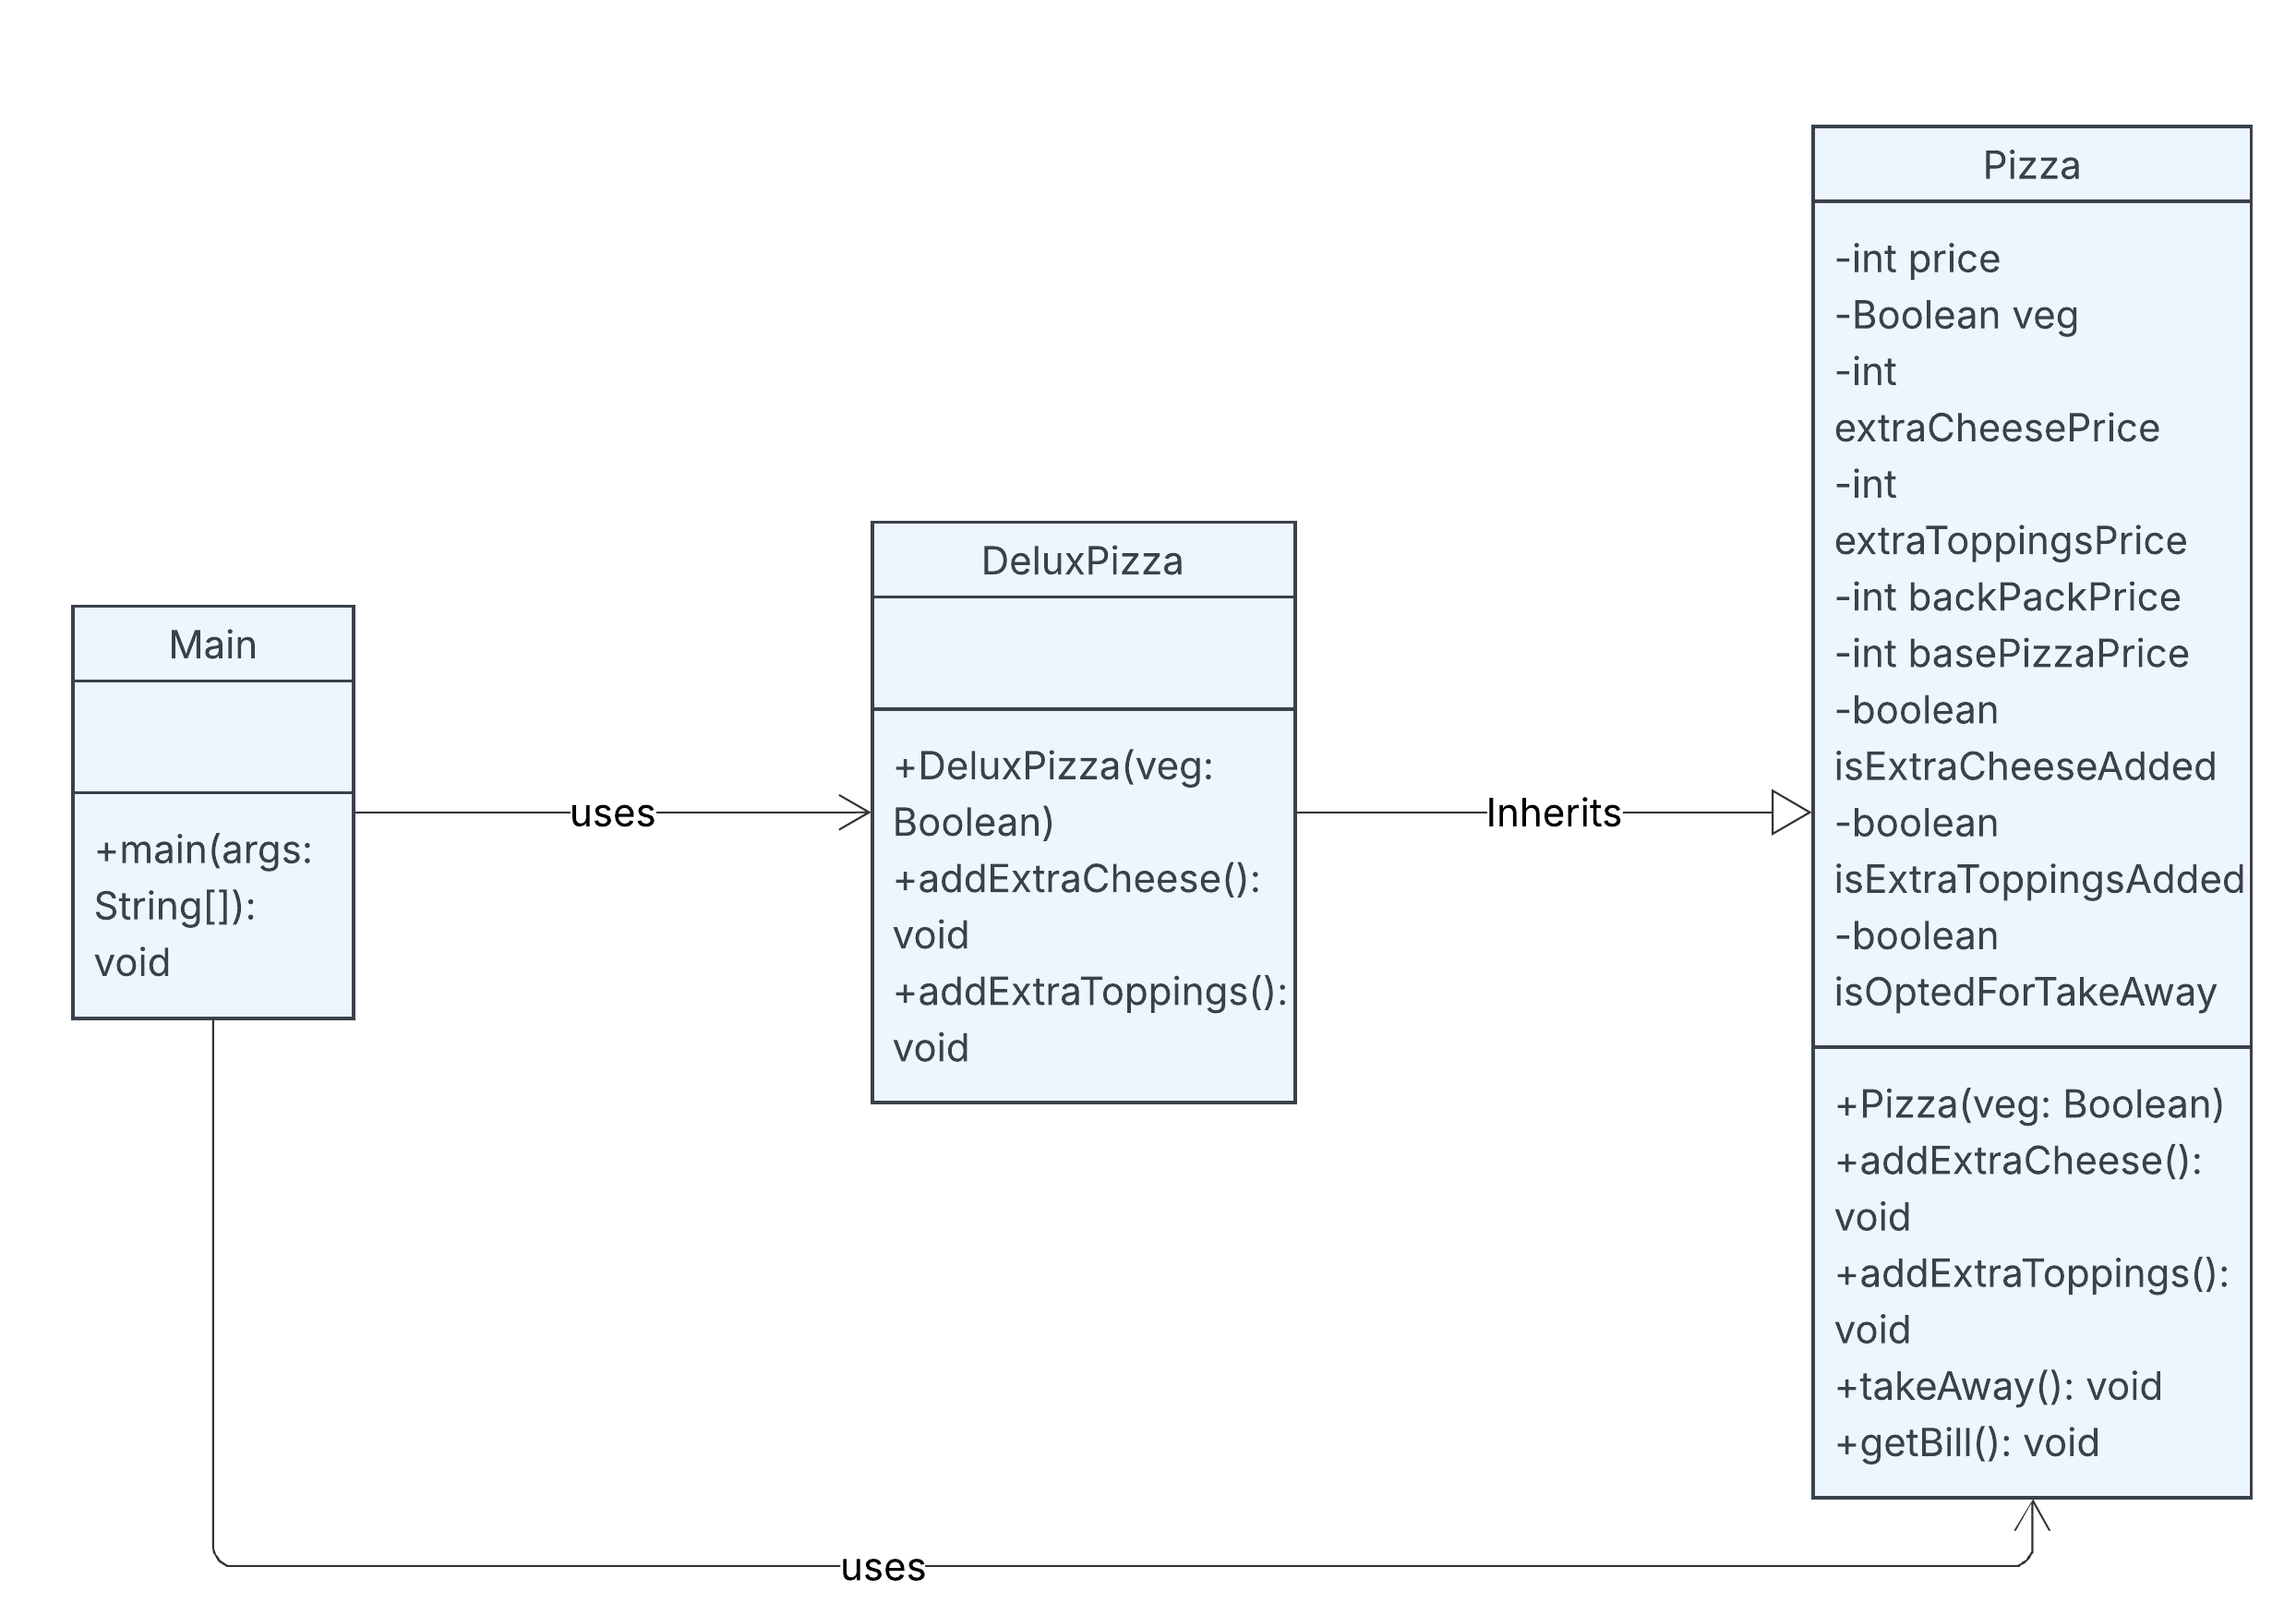 Main
+main(args:
String[]):
void
uses
DeluxPizza
+DeluxPizza(veg:
Boolean)
+addExtraCheese():
void
+addExtraToppings():
void
Inherits
Pizza
-int price
-Boolean veg
-int
extraCheesePrice
-int
extraToppingsPrice
-int backPackPrice
-int basePizzaPrice
-boolean
isExtraCheeseAdded
-boolean
isExtraToppingsAdded
-boolean
isOptedForTakeAway
+Pizza(veg: Boolean)
+addExtraCheese():
void
+addExtraToppings():
void
+takeAway(): void
+getBill(): void
uses